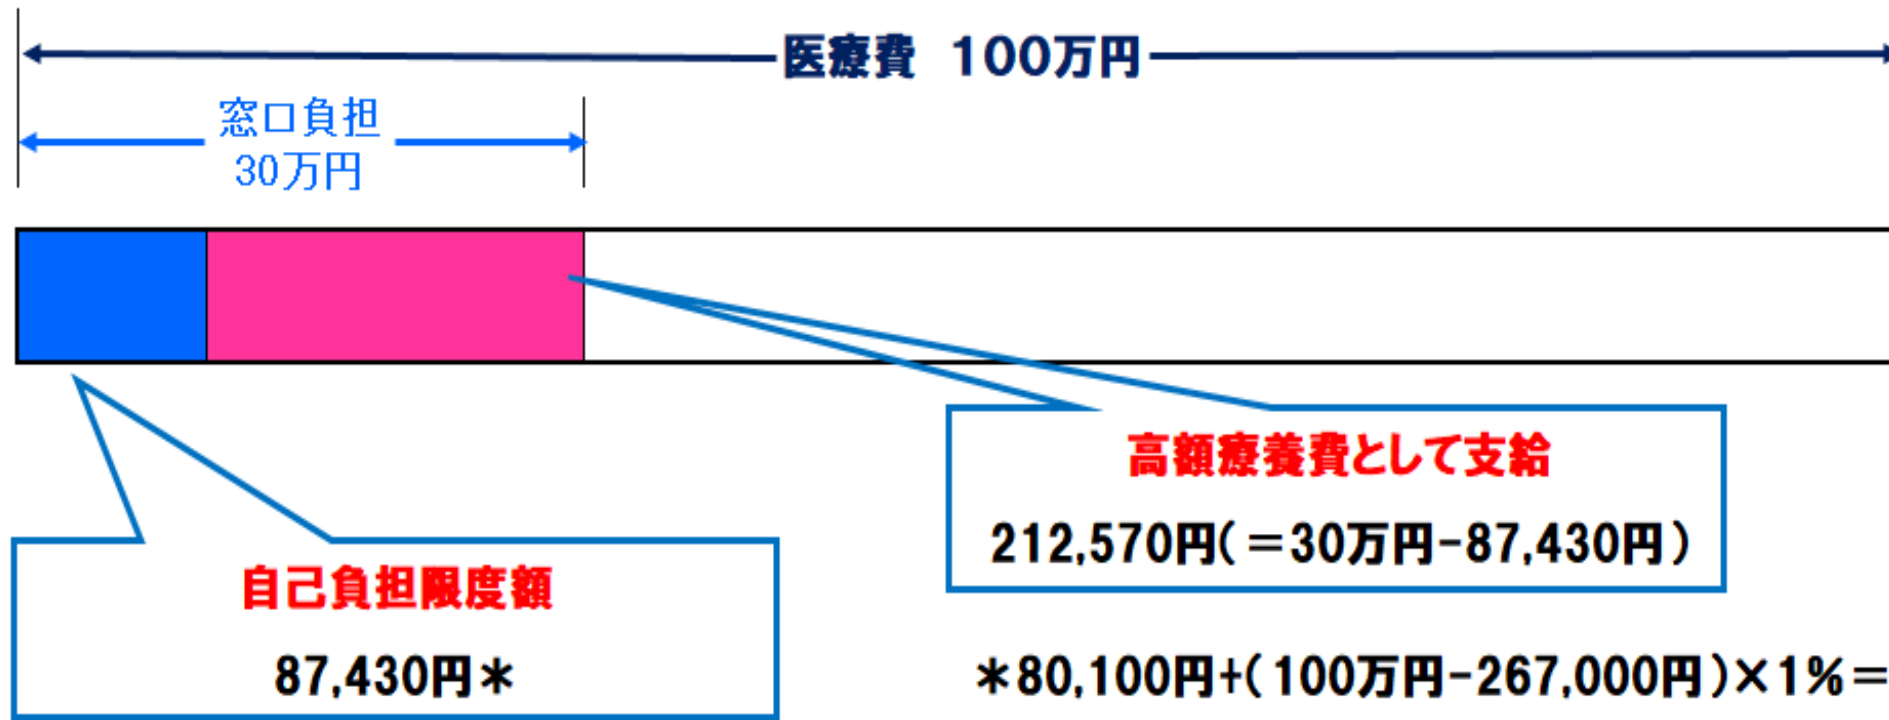 医療費　100万円
窓口負担
30万円
高額療養費として支給
212,570円(=30万円-87,430円)
自己負担限度額
87,430円*
*80,100円+(100万円-267,000円)×1%=